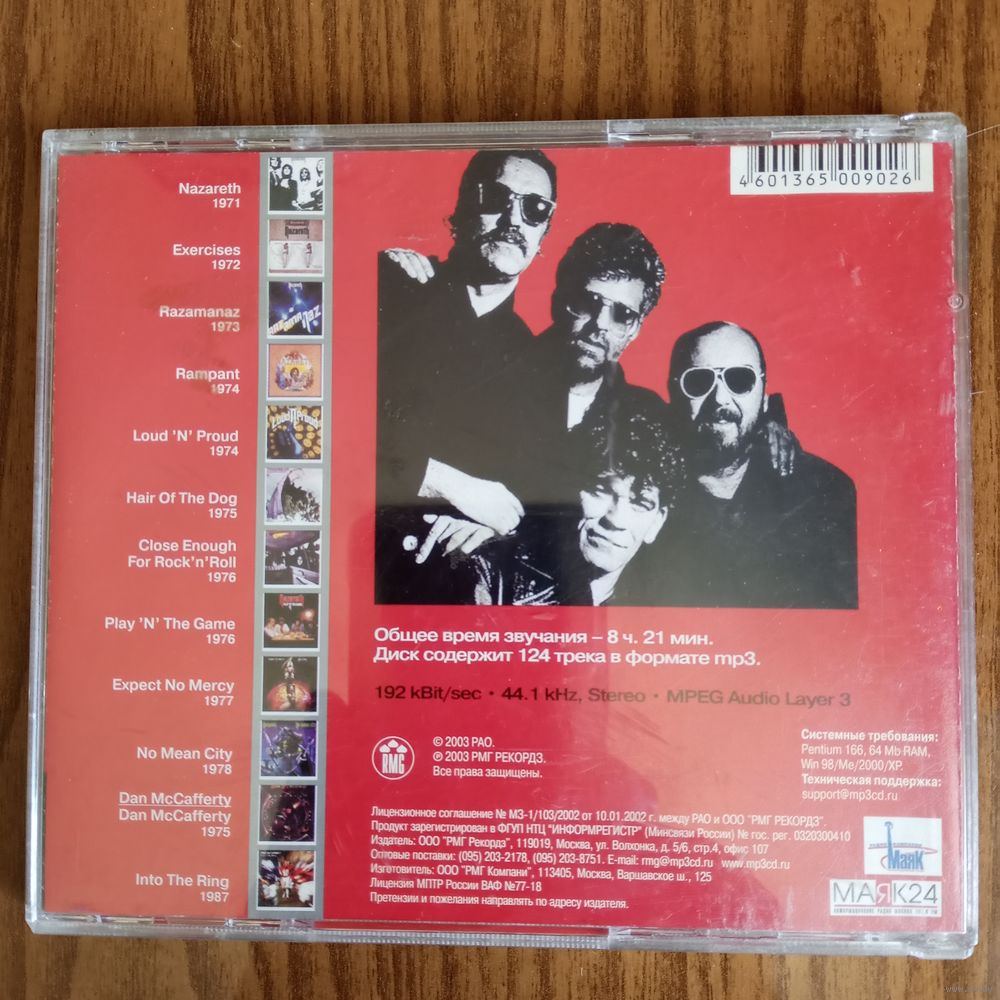 Nazareth
1971
Exercises
1972
Razamanaz
1973
Rampant
1974
Loud 'N' Proud
1974
Hair Of The Dog
1975
Close Enough
For Rock'n'Roll
1976
Play 'N' The Game
1976
Expect No Mercy
1977
No Mean City
1978
Dan McCafferty
Dan McCafferty
1975
Into The Ring
1987
4 601365 009026
Общее время звучания – 8 ч. 21 мин.
Диск содержит 124 трека в формате mp3.
192 kBit/sec • 44.1 kHz, Stereo • MPEG Audio Layer 3
RMG
© 2003 РАО.
℗ 2003 РМГ РЕКОРДЗ.
Все права защищены.
Системные требования:
Pentium 166, 64 Mb RAM,
Win 98/Me/2000/XP.
Техническая поддержка:
support@mp3cd.ru
Лицензионное соглашение № МЗ-1/103/2002 от 10.01.2002 г. между РАО и ООО "РМГ РЕКОРДЗ".
Продукт зарегистрирован в ФГУП НТЦ "ИНФОРМРЕГИСТР" (Минсвязи России) № гос. рег. 0320300410
Издатель: ООО "РМГ Рекордз", 119019, Москва, ул. Волхонка, д. 5/6, стр.4, офис 107
Оптовые поставки: (095) 203-2178, (095) 203-8751. E-mail: rmg@mp3cd.ru www.mp3cd.ru
Изготовитель: ООО "РМГ Компани", 113405, Москва, Варшавское ш., 125
Лицензия МПТР России ВАФ №77-18
Претензии и пожелания направлять по адресу издателя.
Маяк
МАЯК24